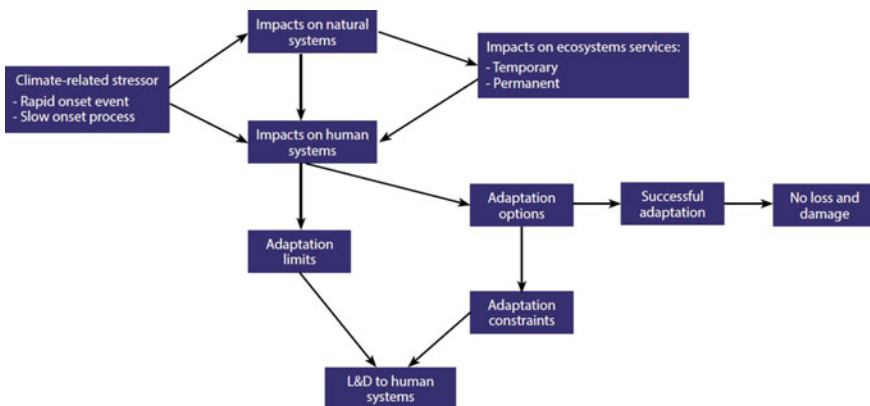 Impacts on natural
systems
Impacts on ecosystems services:
- Temporary
- Permanent
Climate-related stressor
- Rapid onset event
- Slow onset process
Impacts on human
systems
Adaptation
options
Successful
adaptation
No loss and
damage
Adaptation
limits
Adaptation
constraints
L&D to human
systems